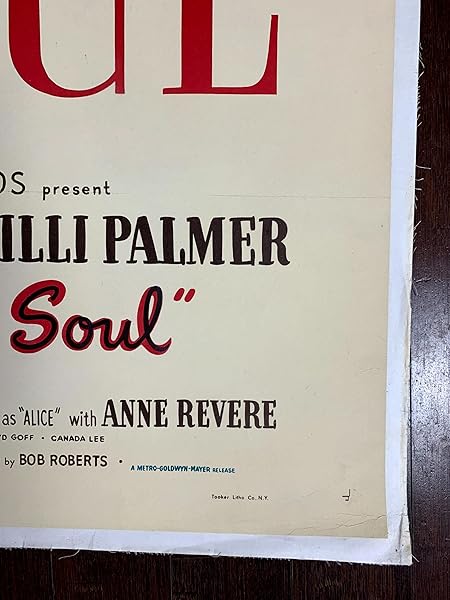 UL
OS present
ILLI PALMER
Soul"
as "ALICE" with ANNE REVERE
D GOFF · CANADA LEE
by BOB ROBERTS · A METRO-GOLDWYN-MAYER RELEASE
Tooker Litho Co. N.Y.